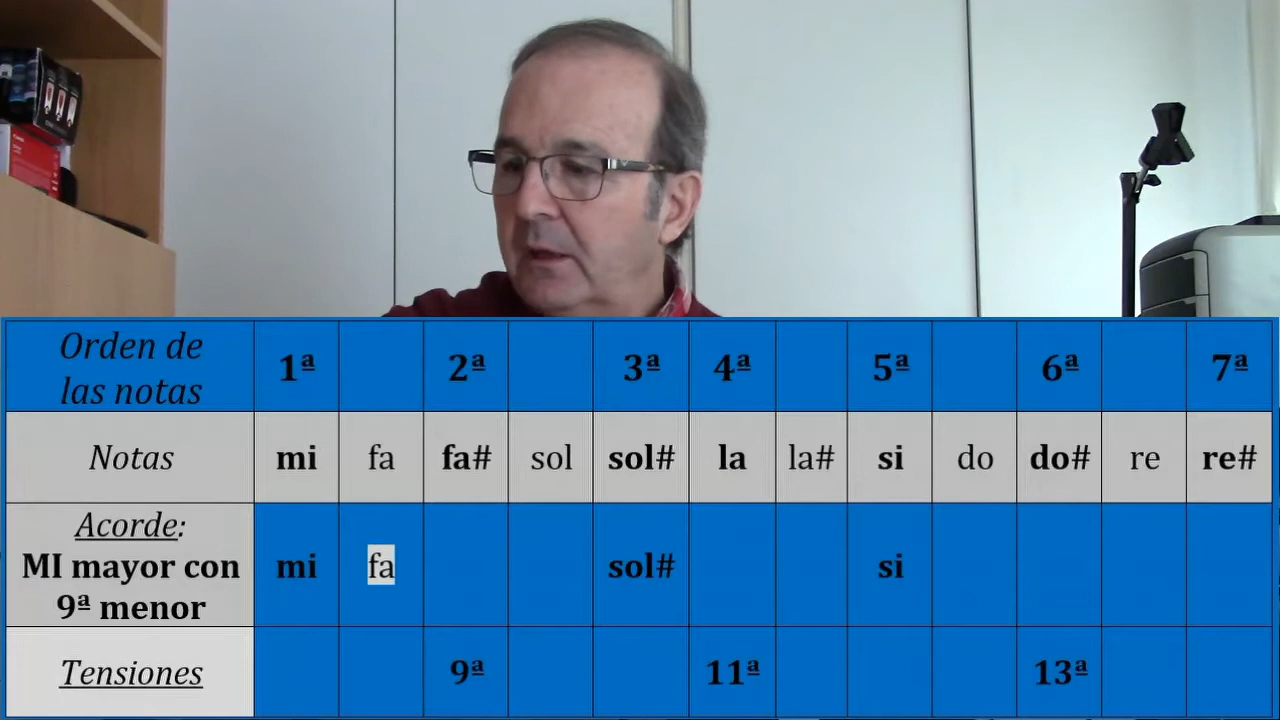 Orden de
las notas
1ª 2ª 3ª 4ª 5ª 6ª 7ª
Notas mi fa fa# sol sol# la la# si do do# re re#
Acorde:
MI mayor con
9ª menor
mi fa sol# si
Tensiones 9ª 11ª 13ª